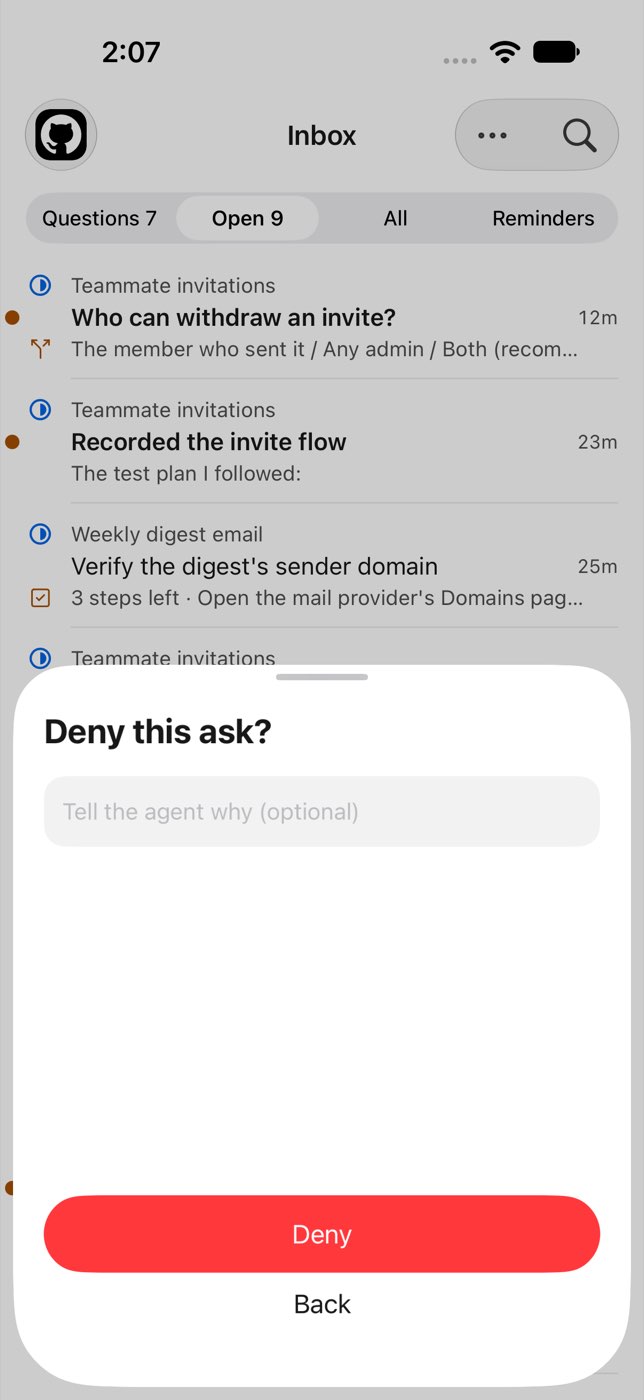 2:07
Inbox
Questions 7
Open 9
All
Reminders
Teammate invitations
Who can withdraw an invite?
12m
The member who sent it / Any admin / Both (recom...
Teammate invitations
Recorded the invite flow
23m
The test plan I followed:
Weekly digest email
Verify the digest's sender domain
25m
3 steps left · Open the mail provider's Domains pag...
Teammate invitations
Deny this ask?
Tell the agent why (optional)
Deny
Back